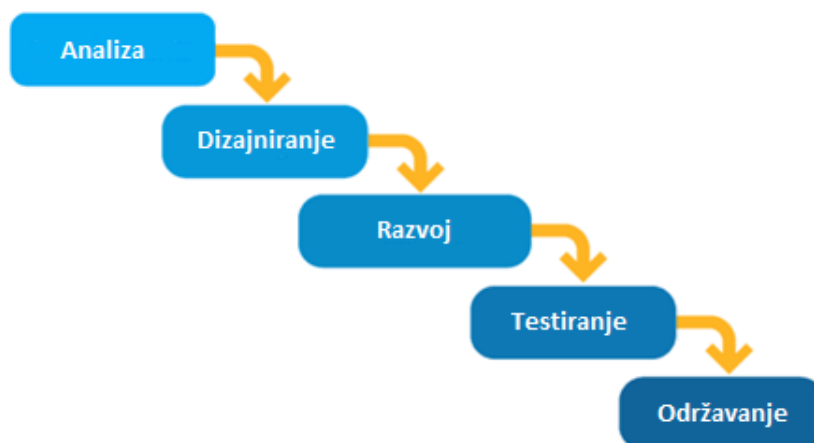 Analiza
Dizajniranje
Razvoj
Testiranje
Održavanje